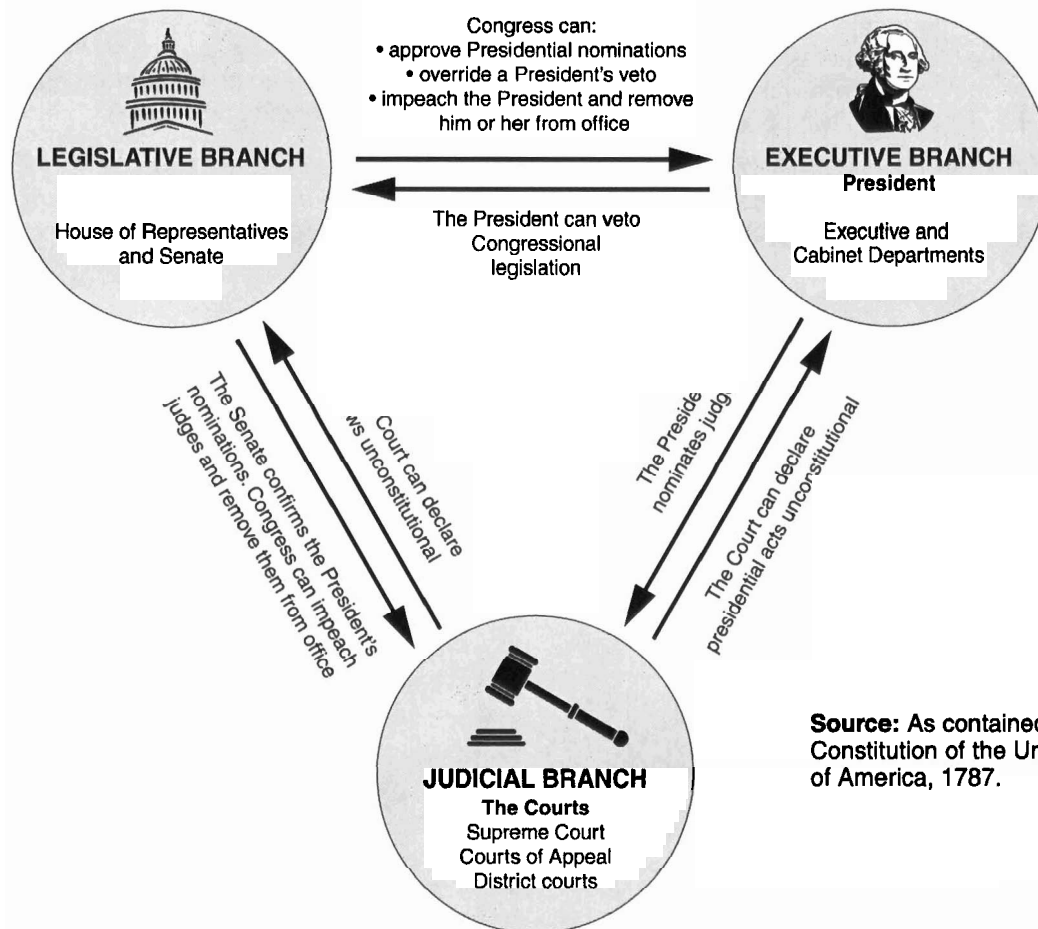 Congress can:
• approve Presidential nominations
• override a President's veto
• impeach the President and remove
him or her from office
LEGISLATIVE BRANCH
House of Representatives
and Senate
EXECUTIVE BRANCH
President
Executive and
Cabinet Departments
The President can veto
Congressional
legislation
The Senate confirms the President's
nominations. Congress can impeach
judges and remove them from office
Court can declare
unconstitutional
The
nominates
The Court can declare
presidential acts unconstitutional
JUDICIAL BRANCH
The Courts
Supreme Court
Courts of Appeal
District courts
Source: As contained
Constitution of the
of America, 1787.